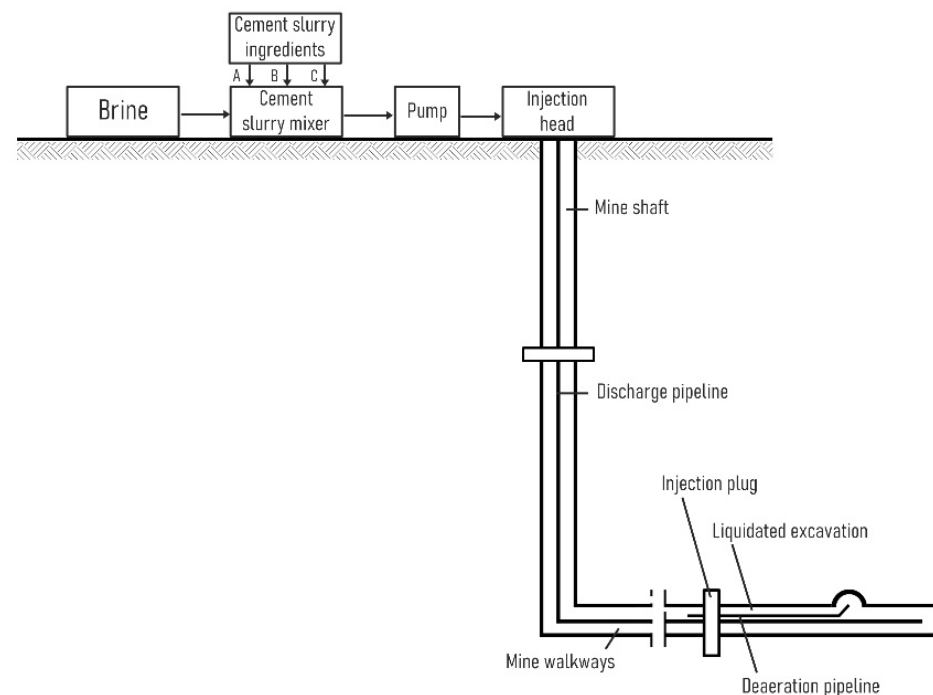 Cement slurry
ingredients
A B C
Brine
Cement
slurry mixer
Pump
Injection
head
Mine shaft
Discharge pipeline
Injection plug
Liquidated excavation
Mine walkways
Deaeration pipeline